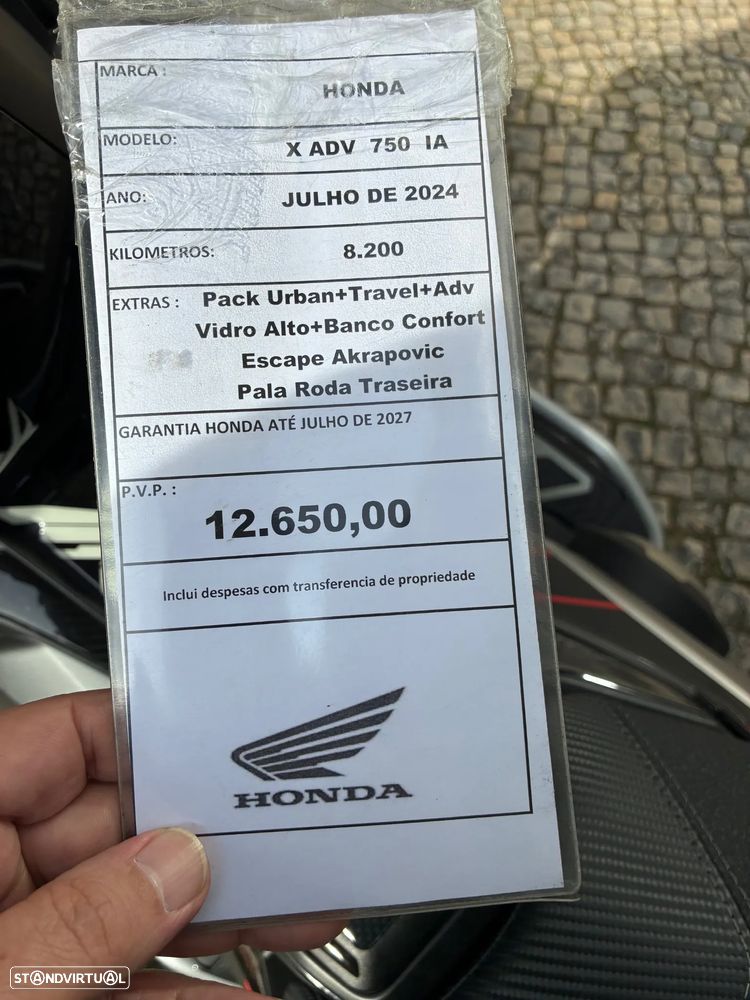 MARCA :
HONDA
MODELO:
X ADV 750 IA
ANO:
JULHO DE 2024
KILOMETROS:
8.200
EXTRAS : Pack Urban+Travel+Adv
Vidro Alto+Banco Confort
Escape Akrapovic
Pala Roda Traseira
GARANTIA HONDA ATÉ JULHO DE 2027
P.V.P. :
12.650,00
Inclui despesas com transferencia de propriedade
HONDA
STANDVIRTUAL